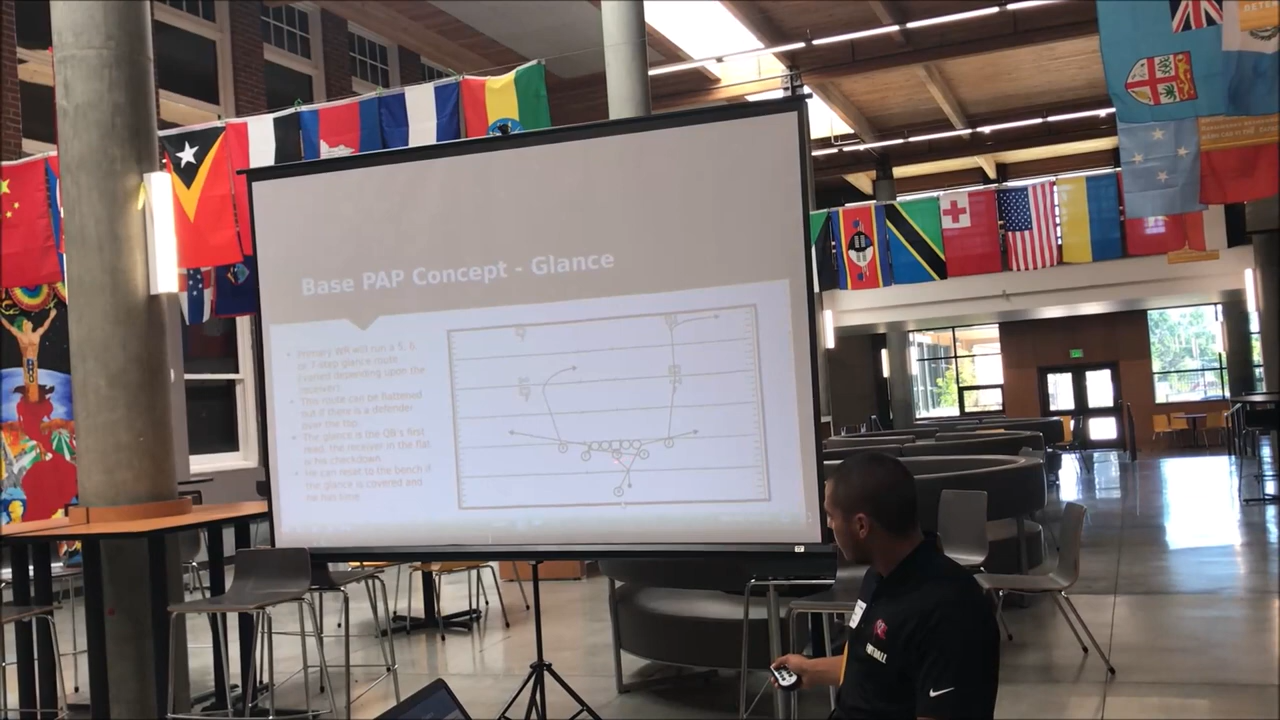 Base PAP Concept - Glance
• Primary WR will run a 5, 6
or 7-step glance route
(varied depending upon the
receiver)
• This route can be flattened
out if there is a defender
over the top.
• The glance is the QB's first
read, the receiver in the flat
is his checkdown.
• He can reset to the bench if
the glance is covered and
he has time.
FOOTBALL